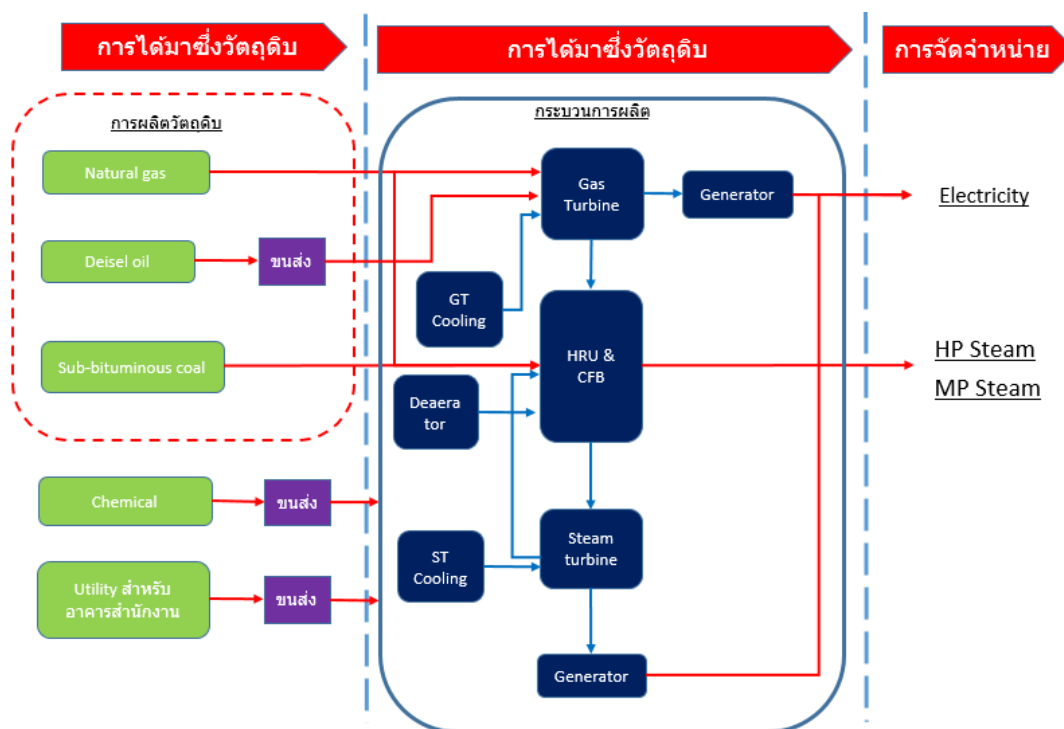 การได้มาซึ่งวัตถุดิบ
การได้มาซึ่งวัตถุดิบ
การจัดจำหน่าย
การผลิตวัตถุดิบ
Natural gas
Deisel oil
ขนส่ง
Sub-bituminous coal
Chemical
ขนส่ง
Utility สำหรับ
อาคารสำนักงาน
ขนส่ง
กระบวนการผลิต
Gas
Turbine
Generator
GT
Cooling
HRU &
CFB
Deaera
tor
ST
Cooling
Steam
turbine
Generator
Electricity
HP Steam
MP Steam